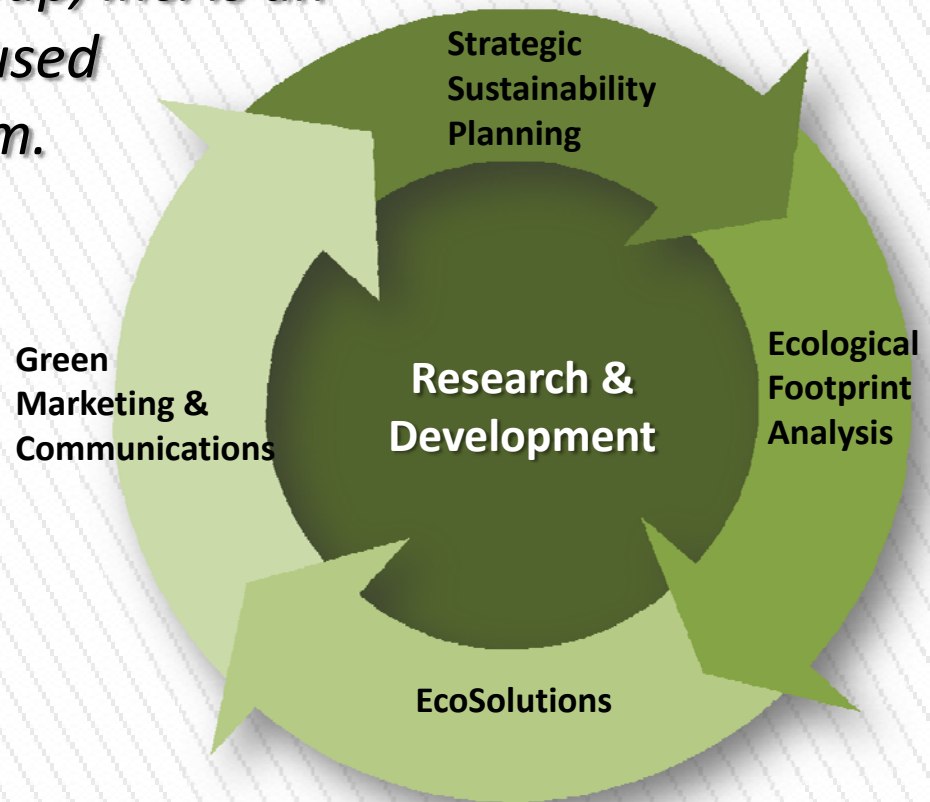 used
m.
Strategic
Sustainability
Planning
Ecological
Footprint
Analysis
EcoSolutions
Green
Marketing &
Communications
Research &
Development